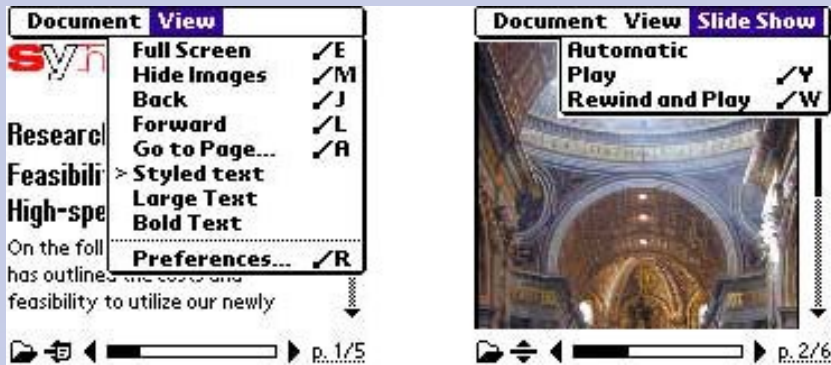 Document View
Full Screen /E
Hide Images /M
Back /J
Forward /L
Go to Page... /A
> Styled text
Large Text
Bold Text
Preferences... /R
syn
Research
Feasibili
High-spe
On the foll
has outlined the costs and
feasibility to utilize our newly
p. 1/5
Document View Slide Show
Automatic
Play /Y
Rewind and Play /W
p. 2/6